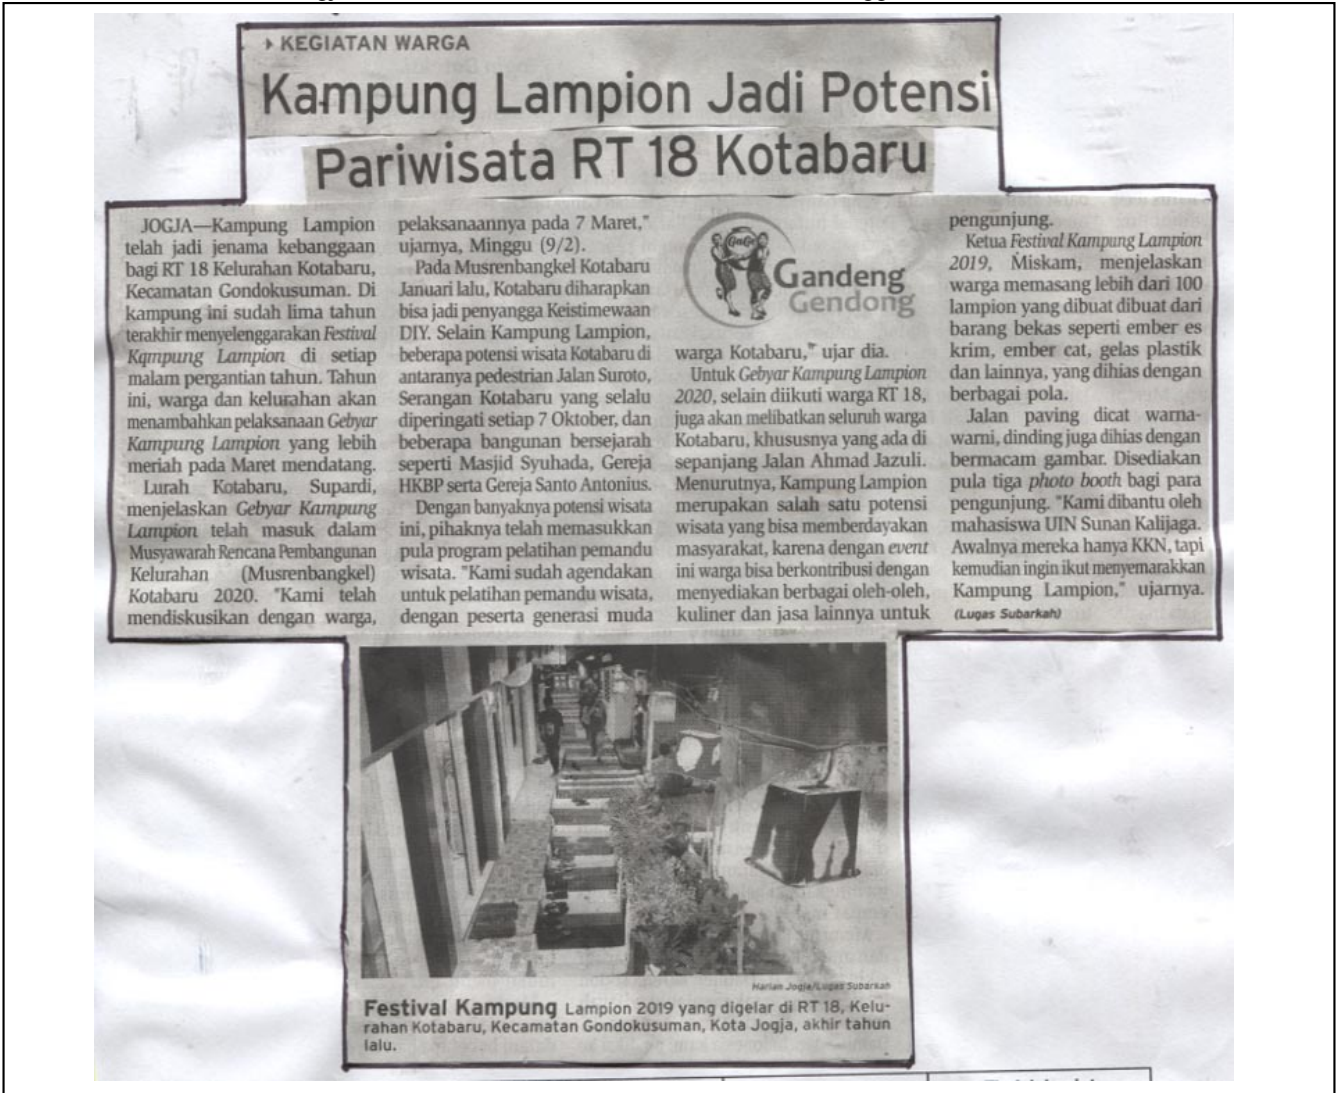 KEGIATAN WARGA
Kampung Lampion Jadi Potensi
Pariwisata RT 18 Kotabaru
JOGJA—Kampung Lampion
telah jadi jenama kebanggaan
bagi RT 18 Kelurahan Kotabaru,
Kecamatan Gondokusuman. Di
kampung ini sudah lima tahun
terakhir menyelenggarakan Festival
Kampung Lampion di setiap
malam pergantian tahun. Tahun
ini, warga dan kelurahan akan
menambahkan pelaksanaan Gebyar
Kampung Lampion yang lebih
meriah pada Maret mendatang.
Lurah Kotabaru, Supardi,
menjelaskan Gebyar Kampung
Lampion telah masuk dalam
Musyawarah Rencana Pembangunan
Kelurahan (Musrenbangkel)
Kotabaru 2020. "Kami telah
mendiskusikan dengan warga,
pelaksanaannya pada 7 Maret,"
ujarnya, Minggu (9/2).
Pada Musrenbangkel Kotabaru
Januari lalu, Kotabaru diharapkan
bisa jadi penyangga Keistimewaan
DIY. Selain Kampung Lampion,
beberapa potensi wisata Kotabaru di
antaranya pedestrian Jalan Suroto,
Serangan Kotabaru yang selalu
diperingati setiap 7 Oktober, dan
beberapa bangunan bersejarah
seperti Masjid Syuhada, Gereja
HKBP serta Gereja Santo Antonius.
Dengan banyaknya potensi wisata
ini, pihaknya telah memasukkan
pula program pelatihan pemandu
wisata. "Kami sudah agendakan
untuk pelatihan pemandu wisata,
dengan peserta generasi muda
GaGe
Gandeng
Gendong
warga Kotabaru," ujar dia.
Untuk Gebyar Kampung Lampion
2020, selain diikuti warga RT 18,
juga akan melibatkan seluruh warga
Kotabaru, khususnya yang ada di
sepanjang Jalan Ahmad Jazuli.
Menurutnya, Kampung Lampion
merupakan salah satu potensi
wisata yang bisa memberdayakan
masyarakat, karena dengan event
ini warga bisa berkontribusi dengan
menyediakan berbagai oleh-oleh,
kuliner dan jasa lainnya untuk
pengunjung.
Ketua Festival Kampung Lampion
2019, Miskam, menjelaskan
warga memasang lebih dari 100
lampion yang dibuat dibuat dari
barang bekas seperti ember es
krim, ember cat, gelas plastik
dan lainnya, yang dihias dengan
berbagai pola.
Jalan paving dicat warna-
warni, dinding juga dihias dengan
bermacam gambar. Disediakan
pula tiga photo booth bagi para
pengunjung. "Kami dibantu oleh
mahasiswa UIN Sunan Kalijaga.
Awalnya mereka hanya KKN, tapi
kemudian ingin ikut menyemarakkan
Kampung Lampion," ujarnya.
(Lugas Subarkah)
Harian Jogja/Lugas Subarkah
Festival Kampung Lampion 2019 yang digelar di RT 18, Kelu-
rahan Kotabaru, Kecamatan Gondokusuman, Kota Jogja, akhir tahun
lalu.